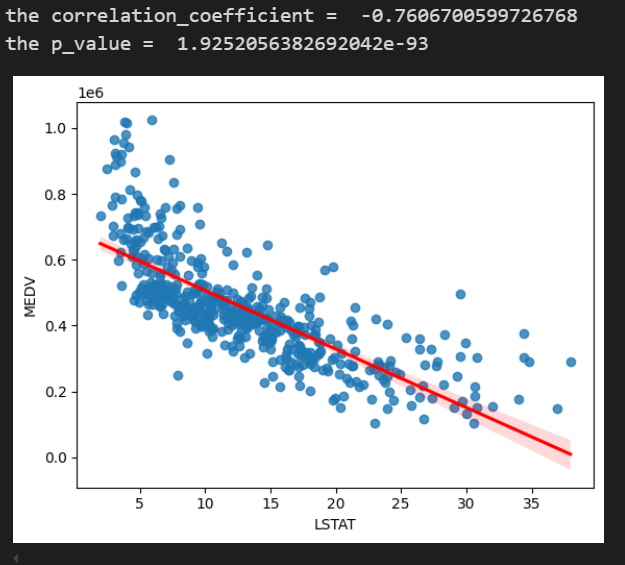 the correlation_coefficient =  -0.7606700599726768
the p_value =  1.9252056382692042e-93
1e6
1.0
0.8
0.6
0.4
0.2
0.0
MEDV
5 10 15 20 25 30 35
LSTAT